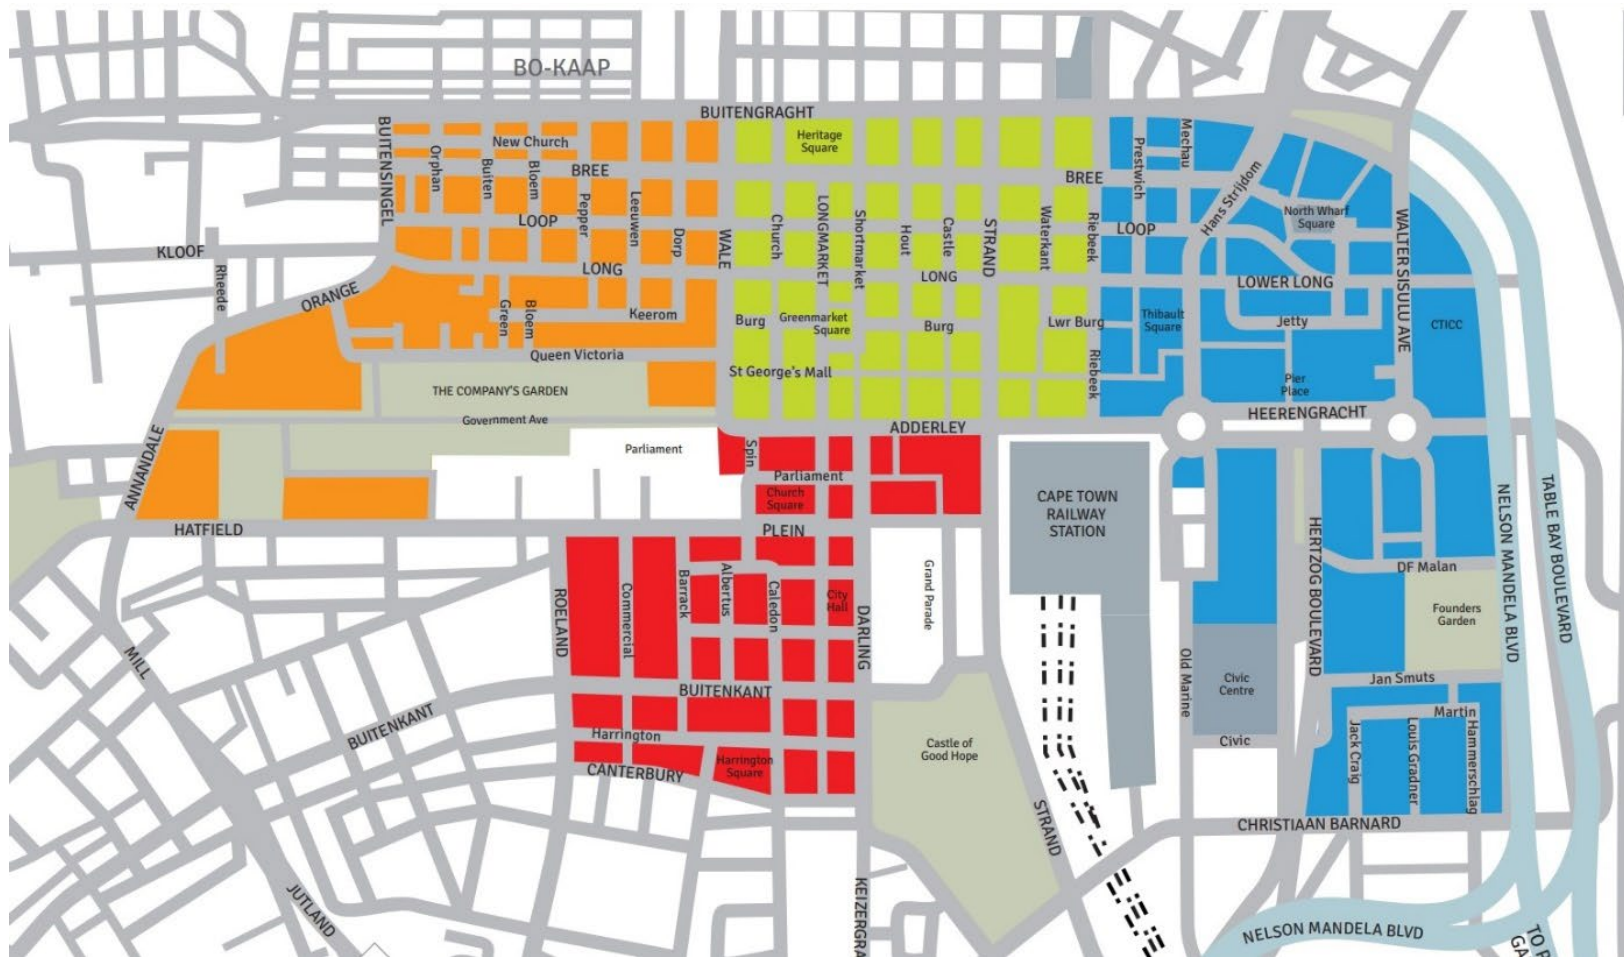 BO-KAAP
BUITENGRAGHT
BUITENSINGEL
New Church
Heritage
Square
Orphan
Buiten
Bloem
BREE
BREE
Prestwich
Mechau
Pepper
Leeuwen
LOOP
Dorp
WALE
Church
LONGMARKET
Shortmarket
Hout
Castle
STRAND
Waterkant
Riebeek
LOOP
Hans Strijdom
North Wharf
Square
WALTER SISULU AVE
KLOOF
Rheede
ORANGE
LONG
LONG
LOWER LONG
Green
Bloem
Keerom
Burg
Greenmarket
Square
Burg
Lwr Burg
Thibault
Square
Jetty
CTICC
Queen Victoria
St George's Mall
Riebeek
Pier
Place
THE COMPANY'S GARDEN
Government Ave
HEERENGRACHT
ADDERLEY
ANNANDALE
Parliament
Spin
Parliament
Church
Square
CAPE TOWN
RAILWAY
STATION
HATFIELD
PLEIN
HERTZOG BOULEVARD
NELSON MANDELA BLVD
TABLE BAY BOULEVARD
DF Malan
ROELAND
Commercial
Barrack
Albertus
Caledon
City
Hall
DARLING
Grand Parade
Founders
Garden
MILL
Old Marine
Civic
Centre
Jan Smuts
BUITENKANT
BUITENKANT
Martin
Harrington
Civic
Jack Craig
Louis Gradner
Hammerschlag
Castle of
Good Hope
Harrington
Square
CANTERBURY
STRAND
CHRISTIAAN BARNARD
JUTLAND
KEIZERGRA
NELSON MANDELA BLVD
TO P
GA